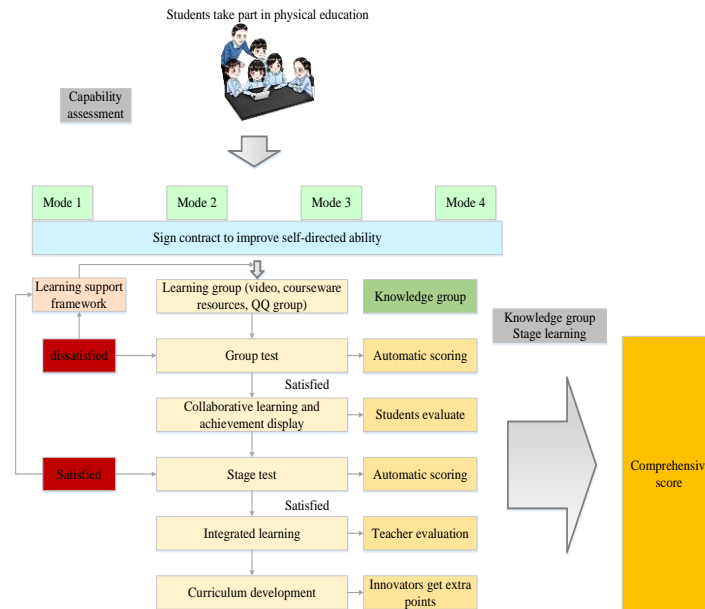 Students take part in physical education
Capability
assessment
Mode 1
Mode 2
Mode 3
Mode 4
Sign contract to improve self-directed ability
Learning support
framework
Learning group (video, courseware
resources, QQ group)
Knowledge group
Knowledge group
Stage learning
dissatisfied
Group test
Automatic scoring
Satisfied
Collaborative learning and
achievement display
Students evaluate
Satisfied
Stage test
Automatic scoring
Comprehensiv
score
Satisfied
Integrated learning
Teacher evaluation
Curriculum development
Innovators get extra
points